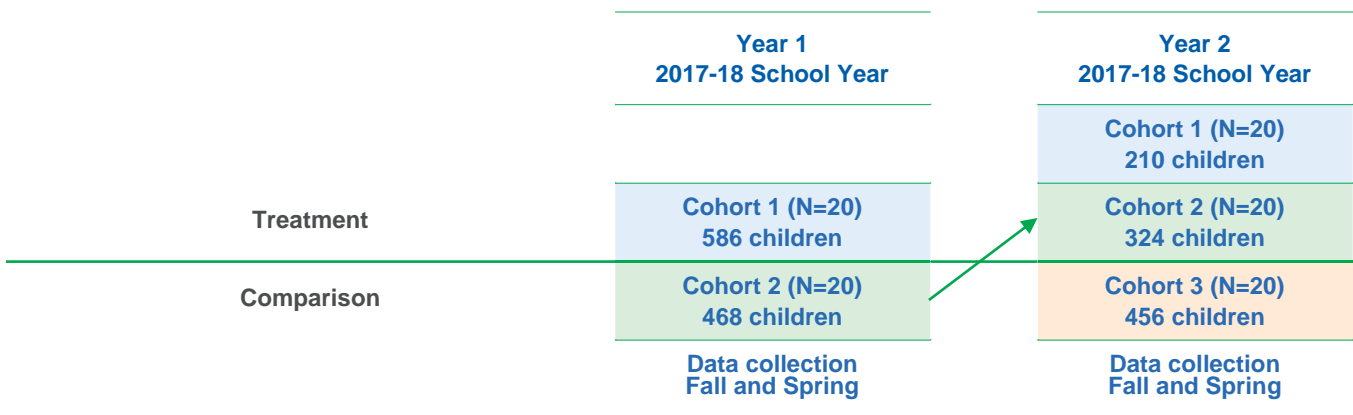 Year 1
2017-18 School Year
Year 2
2017-18 School Year
Cohort 1 (N=20)
210 children
Treatment
Cohort 1 (N=20)
586 children
Cohort 2 (N=20)
324 children
Comparison
Cohort 2 (N=20)
468 children
Cohort 3 (N=20)
456 children
Data collection
Fall and Spring
Data collection
Fall and Spring